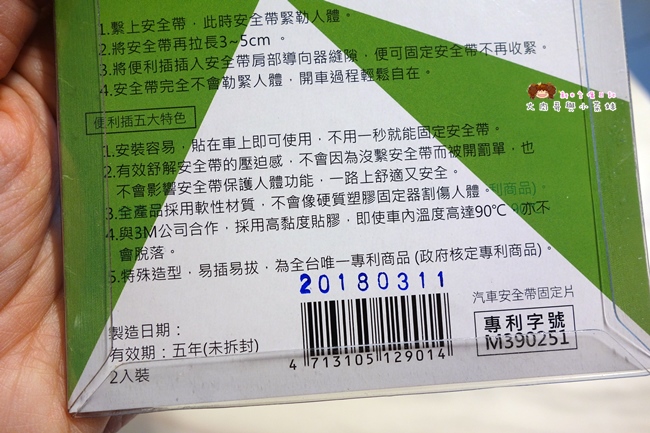 1.繫上安全帶，此時安全帶緊勒人體。
2.將安全帶再拉長3~5cm 。
3.將便利插插入安全帶肩部導向器縫隙，便可固定安全帶不再收緊。
4.安全帶完全不會勒緊人體，開車過程輕鬆自在。
便利插五大特色
1.安裝容易，貼在車上即可使用，不用一秒就能固定安全帶。
2.有效舒解安全帶的壓迫感，不會因為沒繫安全帶而被開罰單，也
不會影響安全帶保護人體功能，一路上舒適又安全。
3.全產品採用軟性材質，不會像硬質塑膠固定器割傷人體。
4.與3M公司合作，採用高黏度貼膠，即使車內溫度高達90℃，亦不
會脫落。
5.特殊造型，易插易拔，為全台唯一專利商品 (政府核定專利商品)。
20180311
汽車安全帶固定片
製造日期：
有效期：五年(未拆封)
2入裝
4 713105 129014
專利字號
M390251